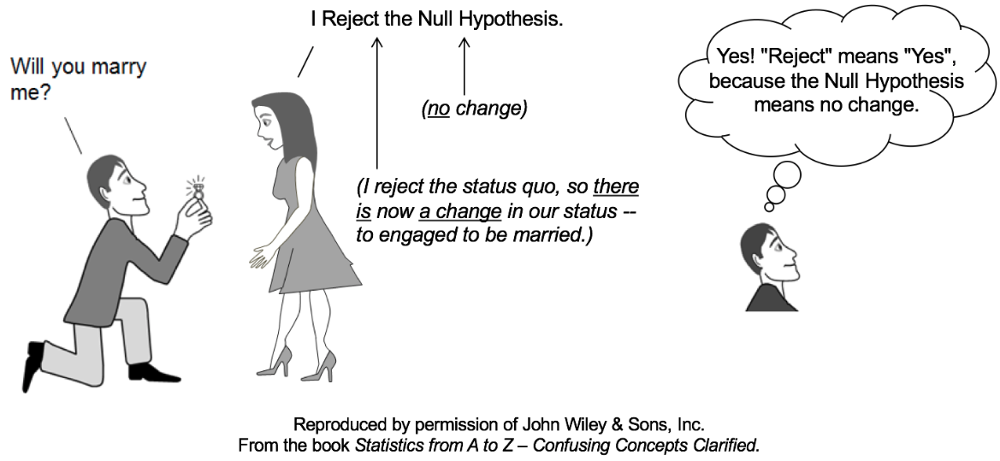 I Reject the Null Hypothesis.
Will you marry
me?
(no change)
(I reject the status quo, so there
is now a change in our status --
to engaged to be married.)
Yes! "Reject" means "Yes",
because the Null Hypothesis
means no change.
Reproduced by permission of John Wiley & Sons, Inc.
From the book Statistics from A to Z – Confusing Concepts Clarified.